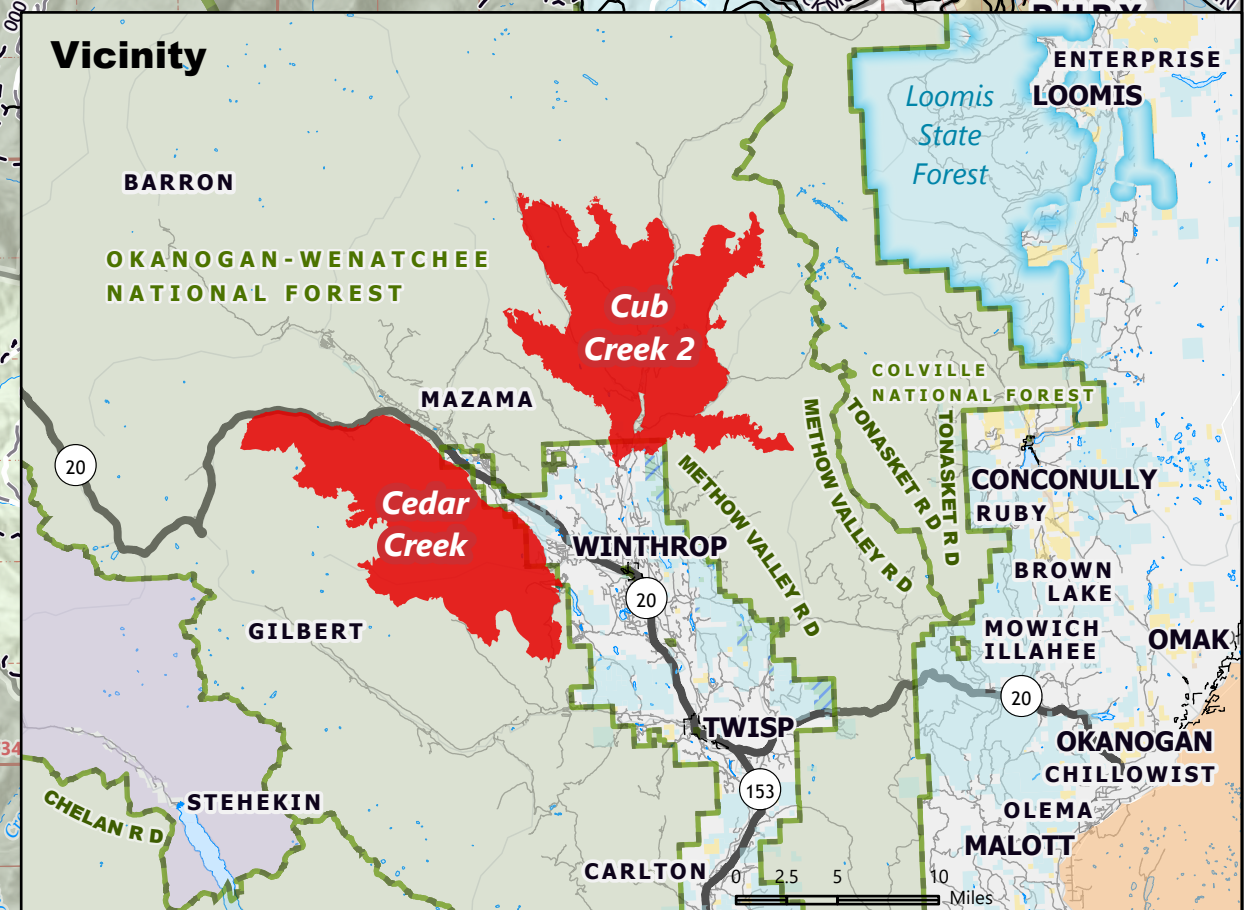 000
RUBY
Vicinity
ENTERPRISE
LOOMIS
Loomis
State
Forest
BARRON
OKANOGAN-WENATCHEE
NATIONAL FOREST
Cub
Creek 2
COLVILLE
NATIONAL FOREST
MAZAMA
METHOW VALLEY RD
TONASKET RD
TONASKET RD
20
METHOW VALLEY RD
CONCONULLY
RUBY
Cedar
Creek
WINTHROP
BROWN
LAKE
20
GILBERT
MOWICH
ILLAHEE
OMAK
20
TWISP
OKANOGAN
CHILLOWIST
34
STEHEKIN
CHELAN RD
153
OLEMA
MALOTT
CARLTON
0 2.5 5 10
Miles